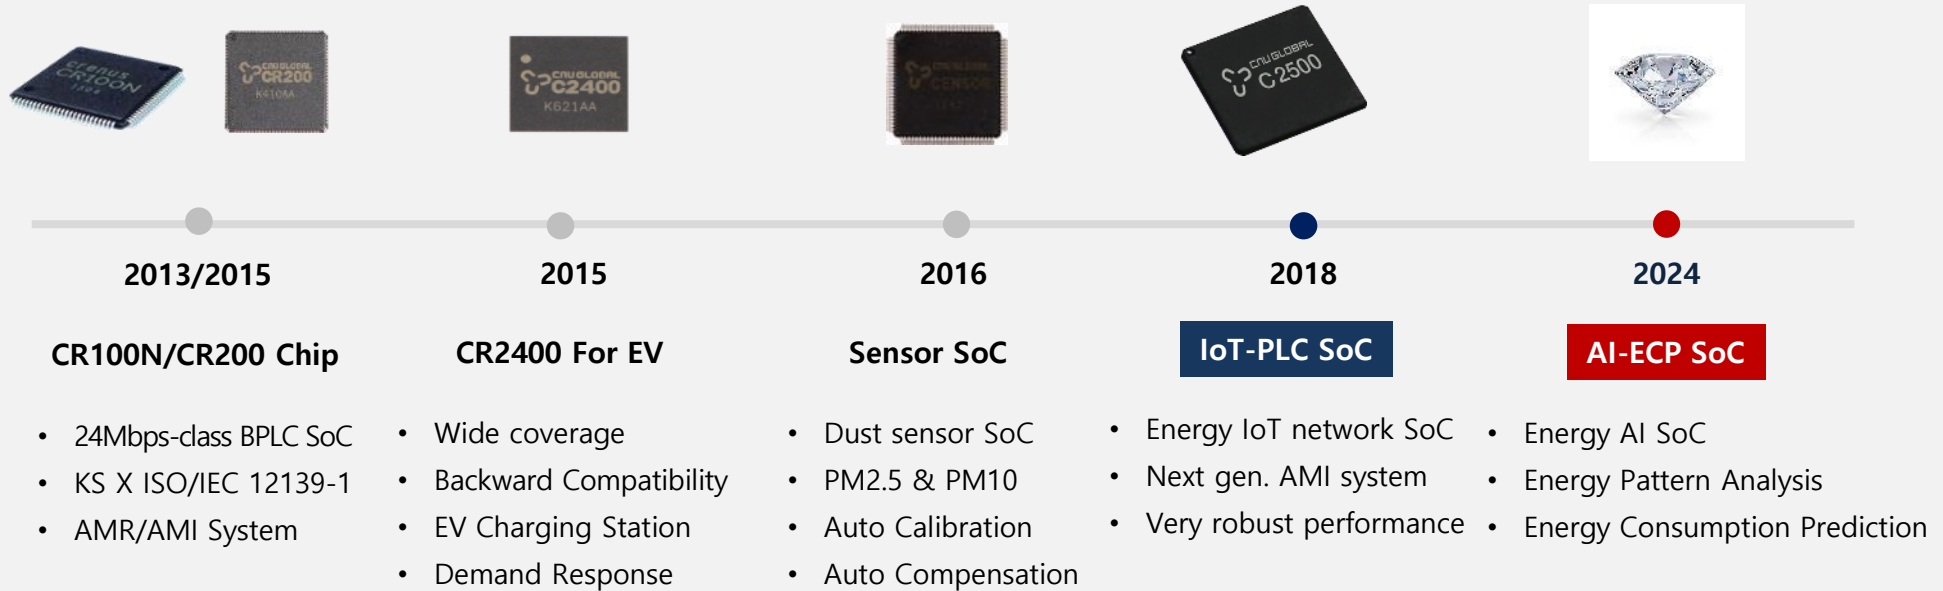 crenus
CR100N
CNU GLOBAL
CR200
K410AA
CNU GLOBAL
C2400
K621AA
CNU GLOBAL
CENSOR
CNU GLOBAL
C2500
2013/2015
2015
2016
2018
2024
CR100N/CR200 Chip
CR2400 For EV
Sensor SoC
IoT-PLC SoC
AI-ECP SoC
• 24Mbps-class BPLC SoC
• KS X ISO/IEC 12139-1
• AMR/AMI System
• Wide coverage
• Backward Compatibility
• EV Charging Station
• Demand Response
• Dust sensor SoC
• PM2.5 & PM10
• Auto Calibration
• Auto Compensation
• Energy IoT network SoC
• Next gen. AMI system
• Very robust performance
• Energy AI SoC
• Energy Pattern Analysis
• Energy Consumption Prediction